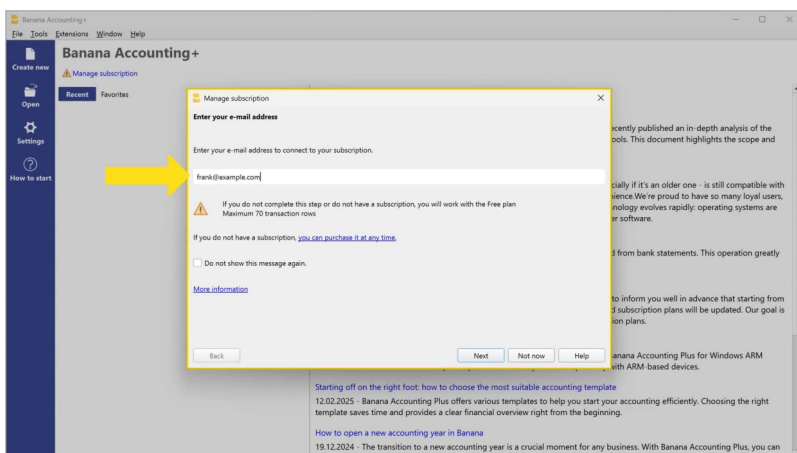 Banana Accounting+
File Tools Extensions Window Help
Create new
Open
Settings
How to start
Banana Accounting+
Manage subscription
Recent Favorites
Manage subscription
Enter your e-mail address
Enter your e-mail address to connect to your subscription.
frank@example.com
If you do not complete this step or do not have a subscription, you will work with the Free plan
Maximum 70 transaction rows
If you do not have a subscription, you can purchase it at any time.
Do not show this message again.
More information
Back Next Not now Help
recently published an in-depth analysis of the
ools. This document highlights the scope and
cially if it's an older one - is still compatible with
ience.We're proud to have so many loyal users,
nology evolves rapidly: operating systems are
er software.
d from bank statements. This operation greatly
to inform you well in advance that starting from
d subscription plans will be updated. Our goal is
ion plans.
anana Accounting Plus for Windows ARM
with ARM-based devices.
Starting off on the right foot: how to choose the most suitable accounting template
12.02.2025 - Banana Accounting Plus offers various templates to help you start your accounting efficiently. Choosing the right
template saves time and provides a clear financial overview right from the beginning.
How to open a new accounting year in Banana
19.12.2024 - The transition to a new accounting year is a crucial moment for any business. With Banana Accounting Plus, you can